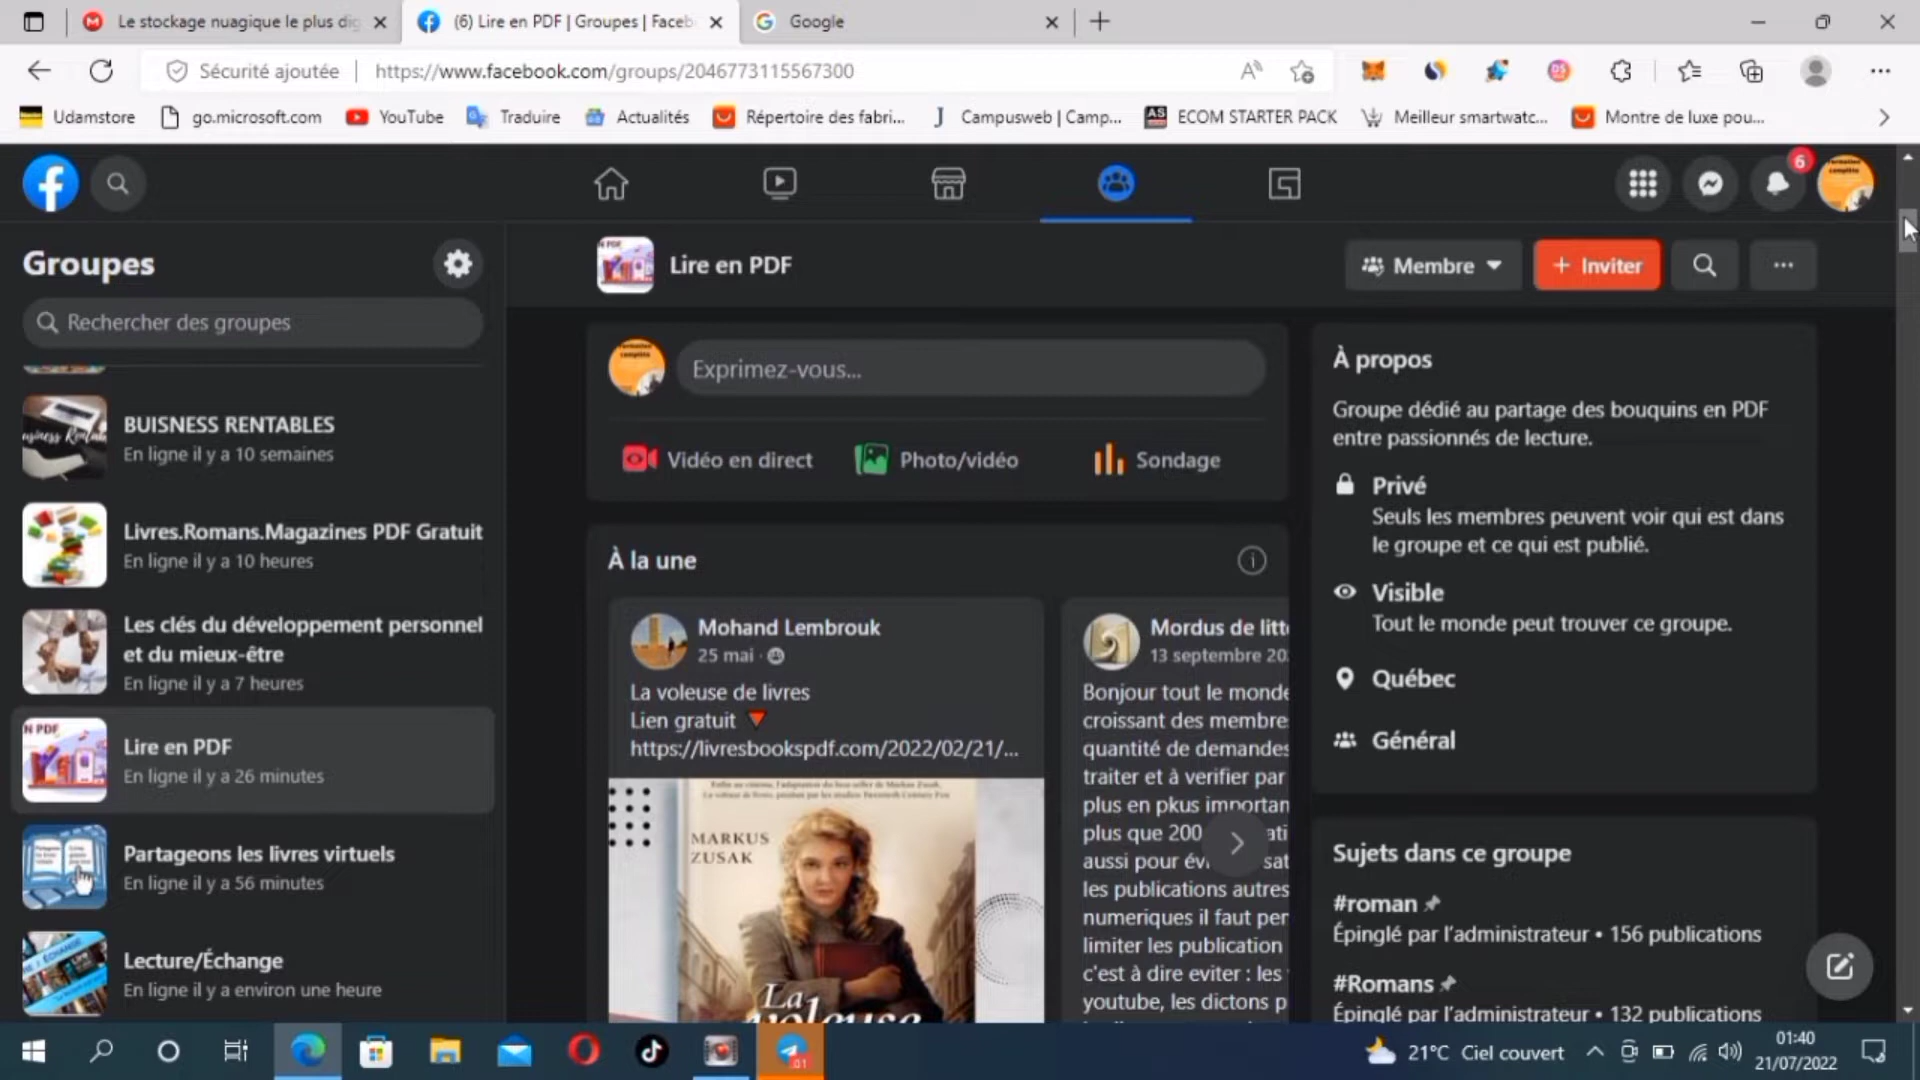 Le stockage nuagique le plus dig
(6) Lire en PDF | Groupes | Faceb
Google
Sécurité ajoutée
https://www.facebook.com/groups/2046773115567300
Udamstore
go.microsoft.com
YouTube
Traduire
Actualités
Répertoire des fabri...
Campusweb | Camp...
ECOM STARTER PACK
Meilleur smartwatc...
Montre de luxe pou...
6
Groupes
Rechercher des groupes
BUISNESS RENTABLES
En ligne il y a 10 semaines
Livres.Romans.Magazines PDF Gratuit
En ligne il y a 10 heures
Les clés du développement personnel
et du mieux-être
En ligne il y a 7 heures
N PDF
Lire en PDF
En ligne il y a 26 minutes
Partageons les livres virtuels
En ligne il y a 56 minutes
Lecture/Échange
En ligne il y a environ une heure
Lire en PDF
Membre
+ Inviter
Exprimez-vous...
Vidéo en direct
Photo/vidéo
Sondage
À la une
Mohand Lembrouk
25 mai
La voleuse de livres
Lien gratuit
https://livresbookspdf.com/2022/02/21/...
MARKUS
ZUSAK
La
voleuse
Mordus de litte
13 septembre 20
Bonjour tout le monde
croissant des membre
quantité de demandes
traiter et à verifier par
plus en pkus importan
plus que 200
aussi pour év
les publications autres
numeriques il faut per
limiter les publication
c'est à dire eviter : les
youtube, les dictons p
À propos
Groupe dédié au partage des bouquins en PDF
entre passionnés de lecture.
Privé
Seuls les membres peuvent voir qui est dans
le groupe et ce qui est publié.
Visible
Tout le monde peut trouver ce groupe.
Québec
Général
Sujets dans ce groupe
#roman
Épinglé par l'administrateur • 156 publications
#Romans
Épinglé par l'administrateur • 132 publications
21°C Ciel couvert
01:40
21/07/2022